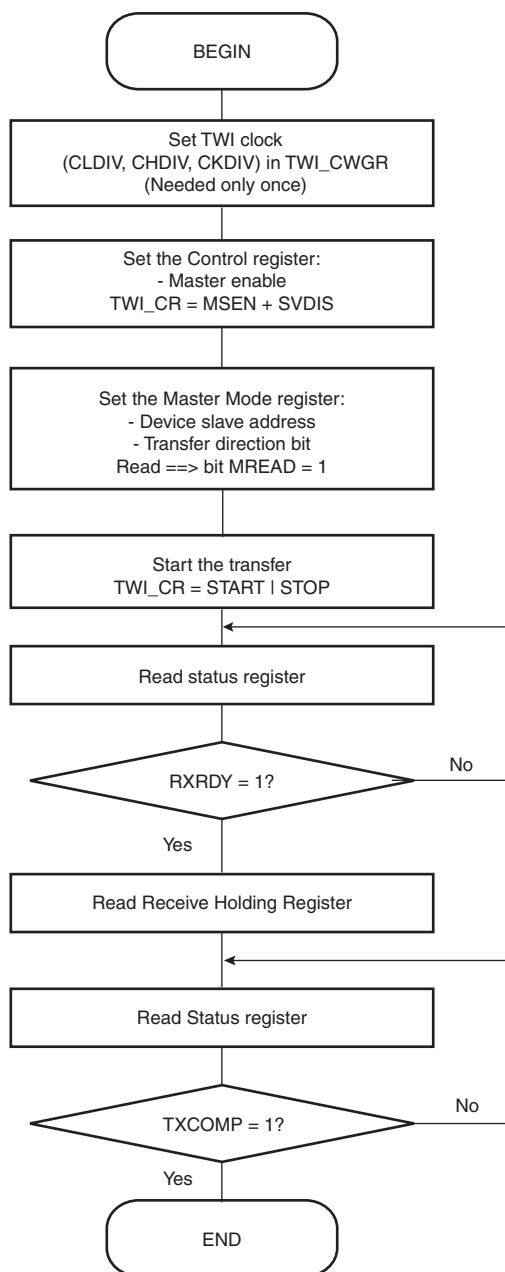 BEGIN
Set TWI clock
(CLDIV, CHDIV, CKDIV) in TWI_CWGR
(Needed only once)
Set the Control register:
- Master enable
TWI_CR = MSEN + SVDIS
Set the Master Mode register:
- Device slave address
- Transfer direction bit
Read ==> bit MREAD = 1
Start the transfer
TWI_CR = START | STOP
Read status register
RXRDY = 1?
No
Yes
Read Receive Holding Register
Read Status register
TXCOMP = 1?
No
Yes
END